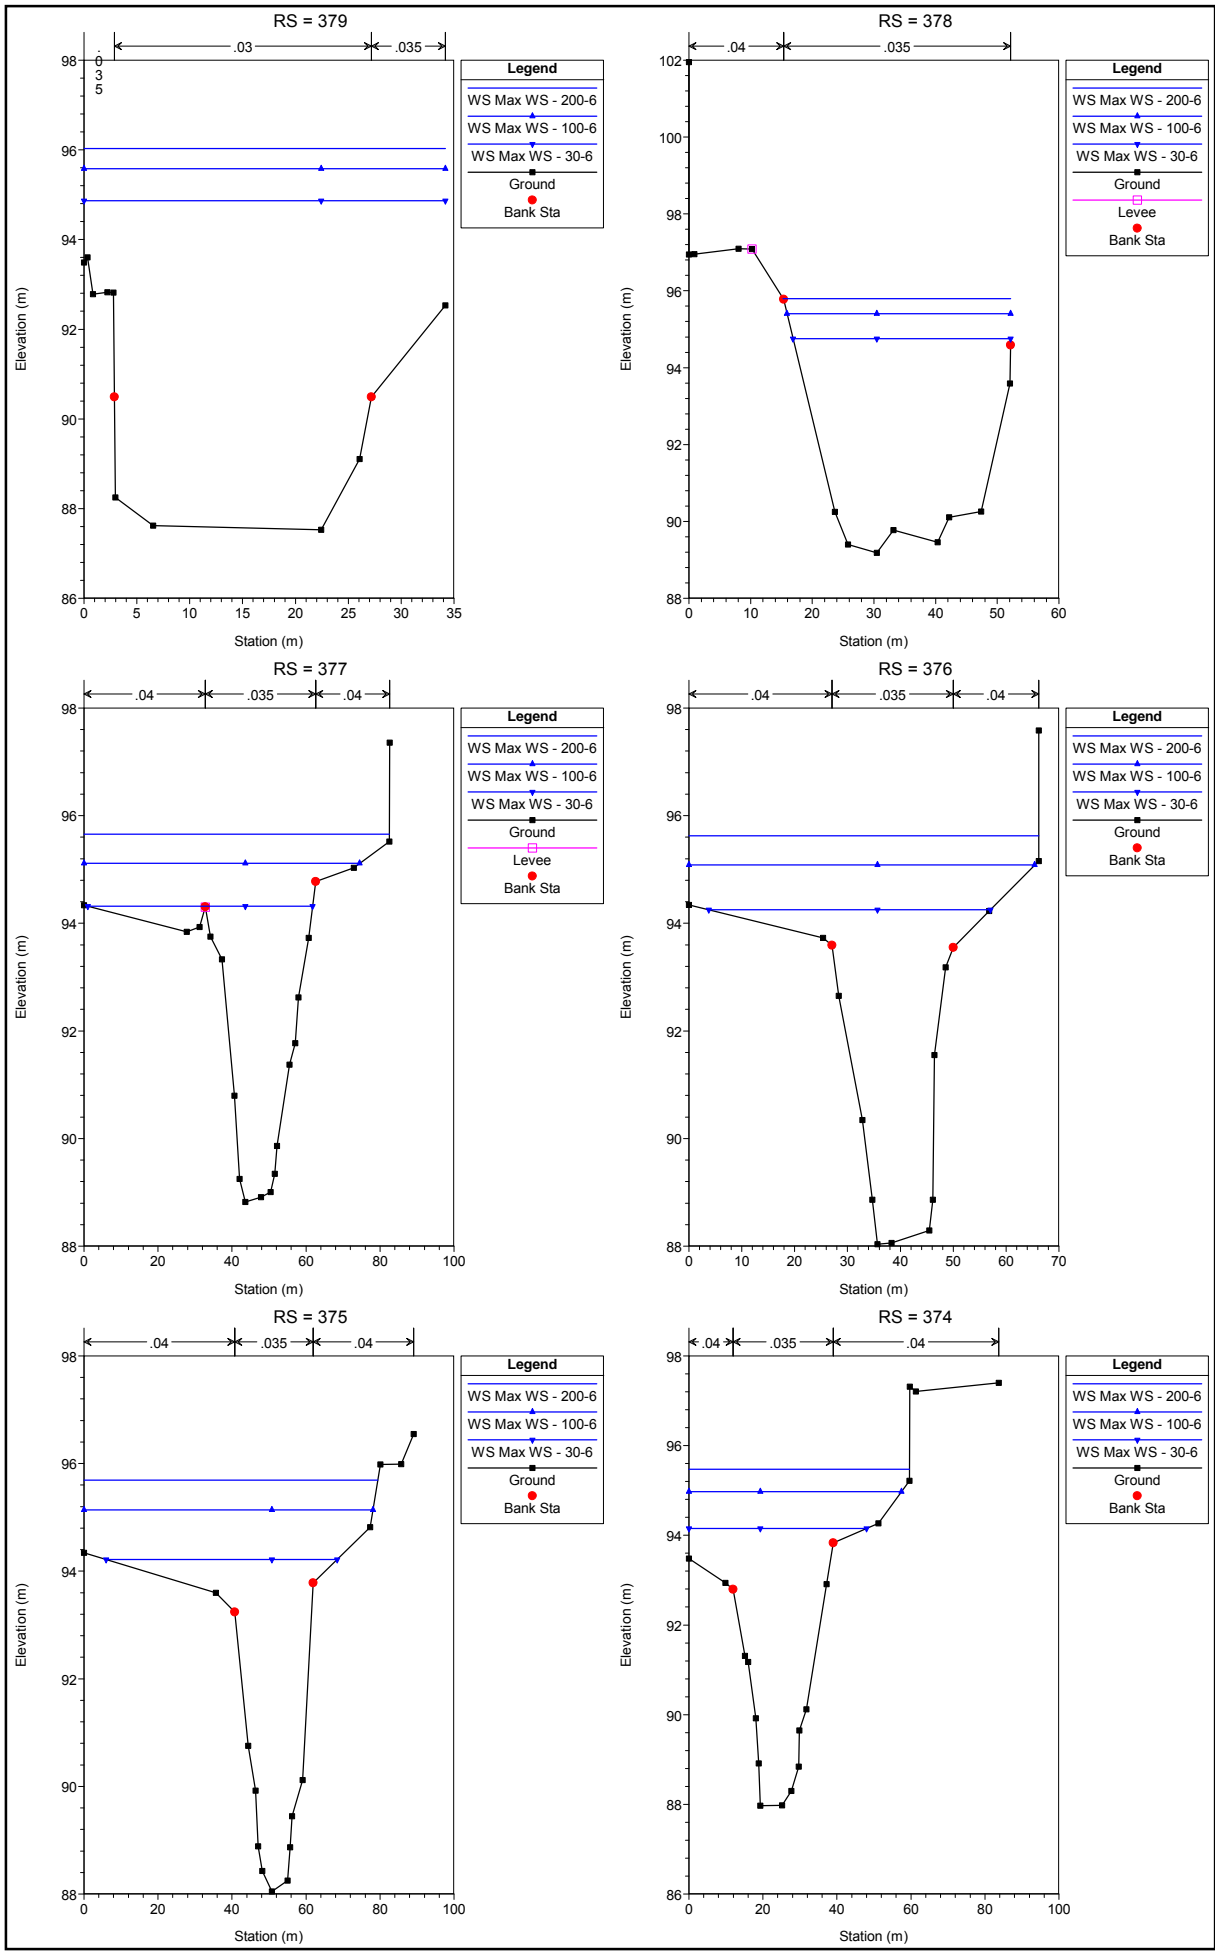 RS = 379
.035
.03
.035
98
96
94
92
90
88
86
0
5
10
15
20
25
30
35
Station (m)
Elevation (m)
Legend
WS Max WS - 200-6
WS Max WS - 100-6
WS Max WS - 30-6
Ground
Bank Sta
RS = 378
.04
.035
102
100
98
96
94
92
90
88
0
10
20
30
40
50
60
Station (m)
Elevation (m)
Legend
WS Max WS - 200-6
WS Max WS - 100-6
WS Max WS - 30-6
Ground
Levee
Bank Sta
RS = 377
.04
.035
.04
98
96
94
92
90
88
0
20
40
60
80
100
Station (m)
Elevation (m)
Legend
WS Max WS - 200-6
WS Max WS - 100-6
WS Max WS - 30-6
Ground
Levee
Bank Sta
RS = 376
.04
.035
.04
98
96
94
92
90
88
0
10
20
30
40
50
60
70
Station (m)
Elevation (m)
Legend
WS Max WS - 200-6
WS Max WS - 100-6
WS Max WS - 30-6
Ground
Bank Sta
RS = 375
.04
.035
.04
98
96
94
92
90
88
0
20
40
60
80
100
Station (m)
Elevation (m)
Legend
WS Max WS - 200-6
WS Max WS - 100-6
WS Max WS - 30-6
Ground
Bank Sta
RS = 374
.04
.035
.04
98
96
94
92
90
88
86
0
20
40
60
80
100
Station (m)
Elevation (m)
Legend
WS Max WS - 200-6
WS Max WS - 100-6
WS Max WS - 30-6
Ground
Bank Sta